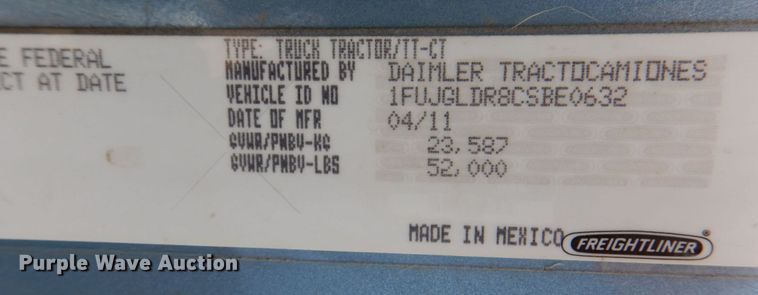 E FEDERAL
CT AT DATE
TYPE: TRUCK TRACTOR/TT-CT
MANUFACTURED BY DAIMLER TRACTOCAMIONES
VEHICLE ID NO 1FUJGLDR8CSBE0632
DATE OF MFR 04/11
GVWR/PNBV-KG 23,587
GVWR/PNBV-LBS 52,000
MADE IN MEXICO FREIGHTLINER®
Purple Wave Auction